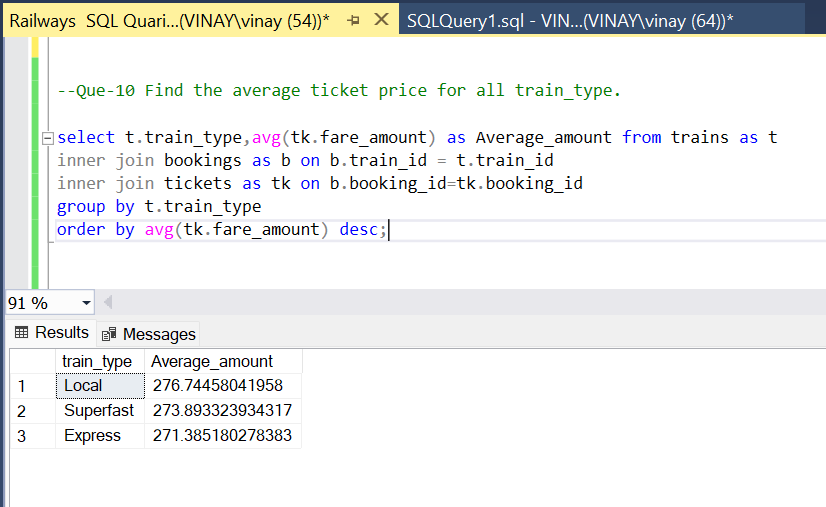 Railways SQL Quari...(VINAY\vinay (54))* SQLQuery1.sql - VIN...(VINAY\vinay (64))*
--Que-10 Find the average ticket price for all train_type.
select t.train_type,avg(tk.fare_amount) as Average_amount from trains as t
inner join bookings as b on b.train_id = t.train_id
inner join tickets as tk on b.booking_id=tk.booking_id
group by t.train_type
order by avg(tk.fare_amount) desc;
91 %
Results Messages
train_type Average_amount
1 Local 276.74458041958
2 Superfast 273.893323934317
3 Express 271.385180278383